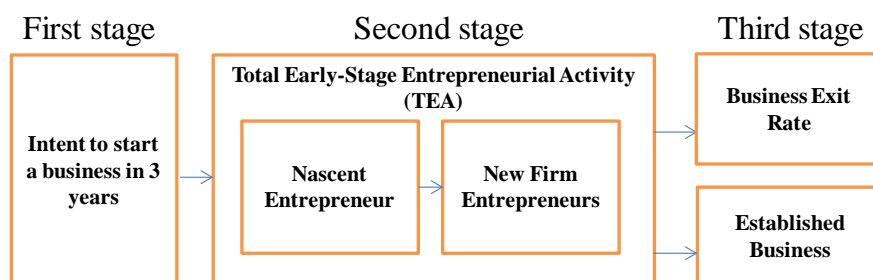 First stage
Second stage
Third stage
Intent to start
a business in 3
years
Total Early-Stage Entrepreneurial Activity
(TEA)
Nascent
Entrepreneur
New Firm
Entrepreneurs
Business Exit
Rate
Established
Business